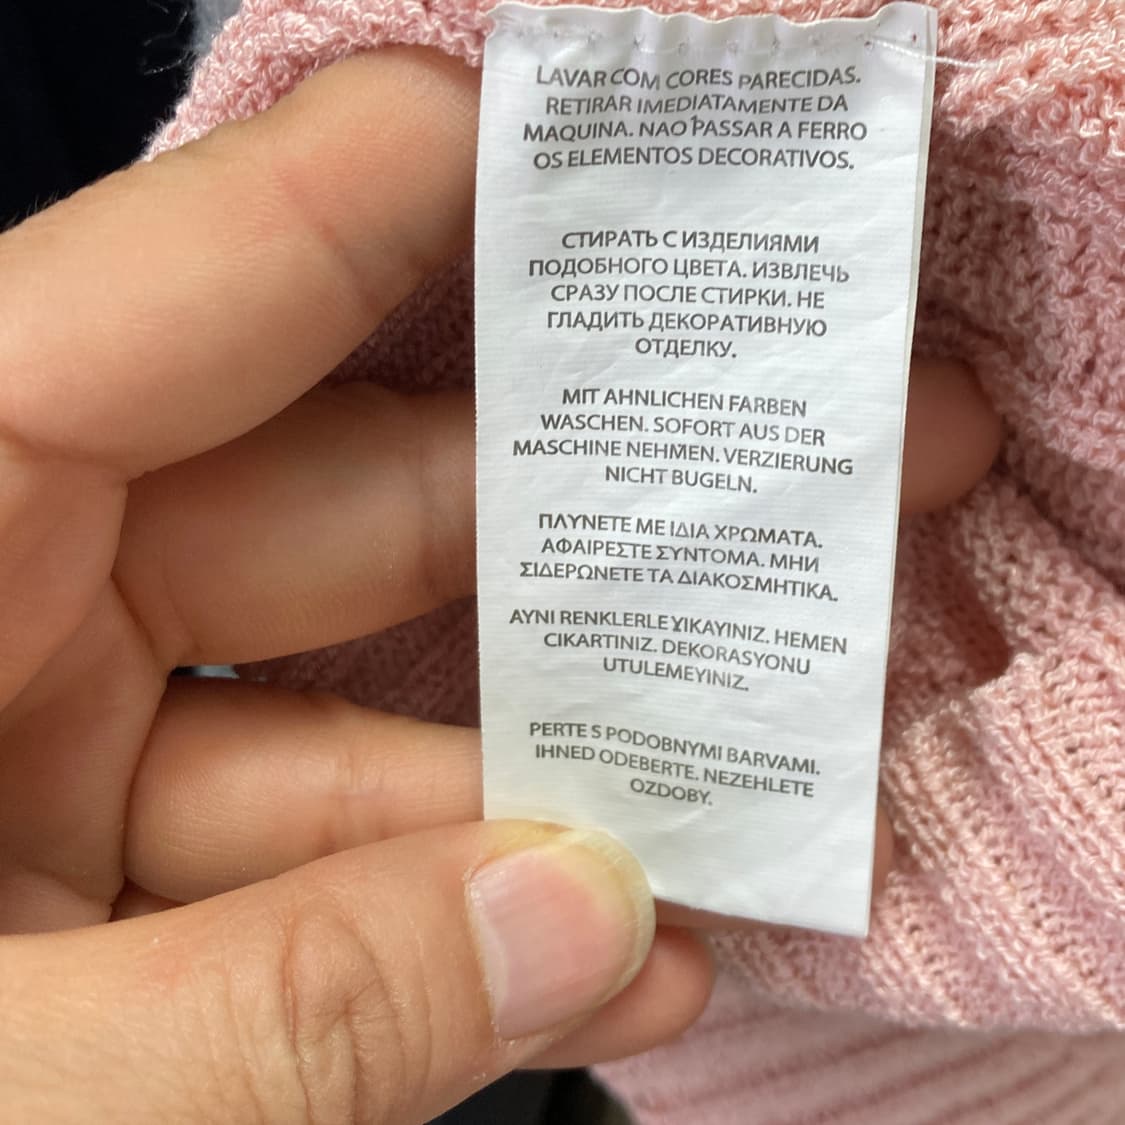 LAVAR COM CORES PARECIDAS.
RETIRAR IMEDIATAMENTE DA
MAQUINA. NAO PASSAR A FERRO
OS ELEMENTOS DECORATIVOS.
СТИРАТЬ С ИЗДЕЛИЯМИ
ПОДОБНОГО ЦВЕТА. ИЗВЛЕЧЬ
СРАЗУ ПОСЛЕ СТИРКИ. НЕ
ГЛАДИТЬ ДЕКОРАТИВНУЮ
ОТДЕЛКУ.
MIT AHNLICHEN FARBEN
WASCHEN. SOFORT AUS DER
MASCHINE NEHMEN. VERZIERUNG
NICHT BUGELN.
ΠΛΥΝΕΤΕ ΜΕ ΙΔΙΑ ΧΡΩΜΑΤΑ.
ΑΦΑΙΡΕΣΤΕ ΣΥΝΤΟΜΑ. ΜΗΝ
ΣΙΔΕΡΩΝΕΤΕ ΤΑ ΔΙΑΚΟΣΜΗΤΙΚΑ.
AYNI RENKLERLE YIKAYINIZ. HEMEN
CIKARTINIZ. DEKORASYONU
UTULEMEYINIZ.
PERTE S PODOBNYMI BARVAMI.
IHNED ODEBERTE. NEZEHLETE
OZDOBY.